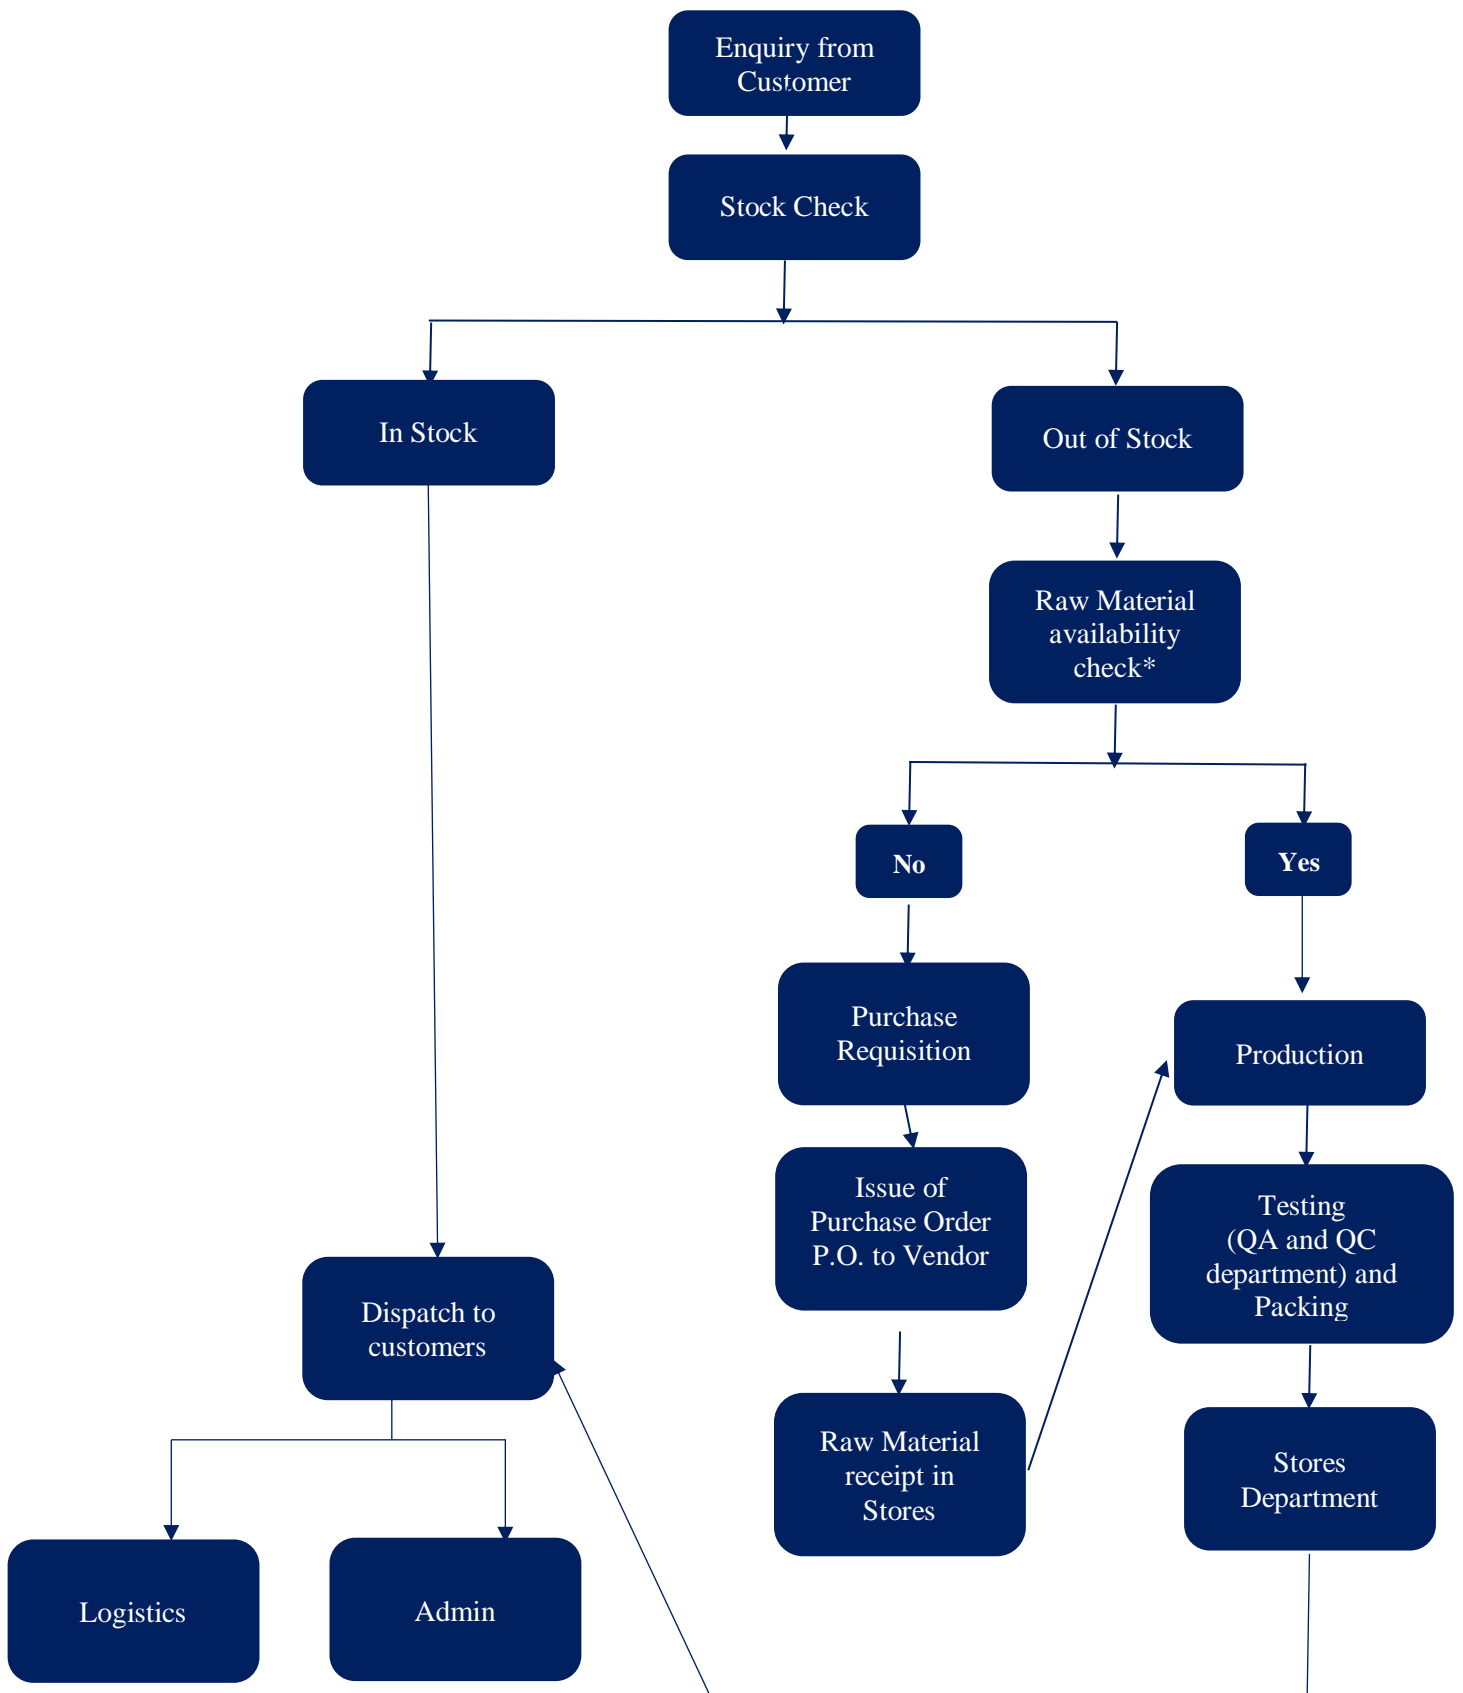 Enquiry from
Customer
Stock Check
In Stock
Out of Stock
Raw Material
availability
check*
No
Yes
Purchase
Requisition
Production
Issue of
Purchase Order
P.O. to Vendor
Testing
(QA and QC
department) and
Packing
Dispatch to
customers
Raw Material
receipt in
Stores
Stores
Department
Logistics
Admin